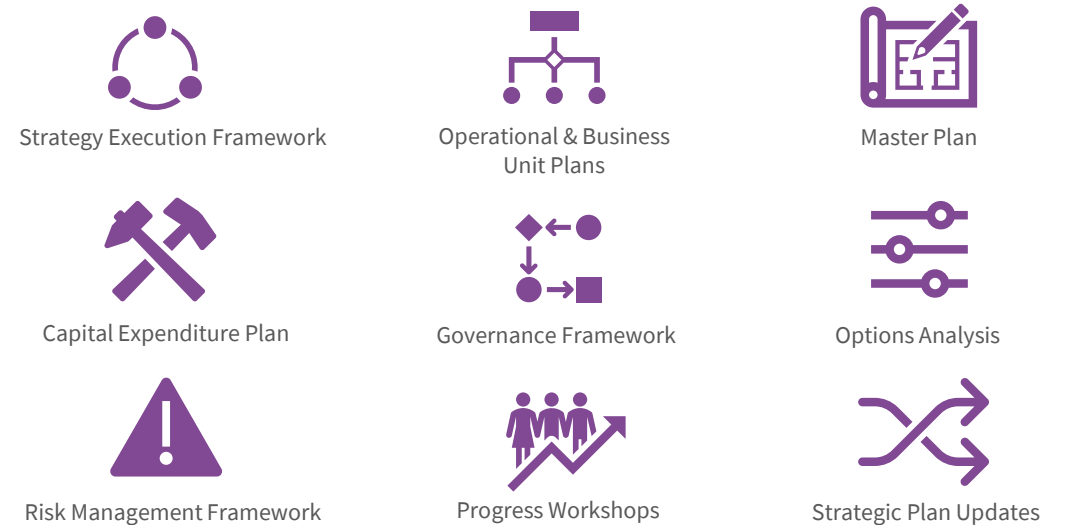 Strategy Execution Framework
Operational & Business
Unit Plans
Master Plan
Capital Expenditure Plan
Governance Framework
Options Analysis
Risk Management Framework
Progress Workshops
Strategic Plan Updates